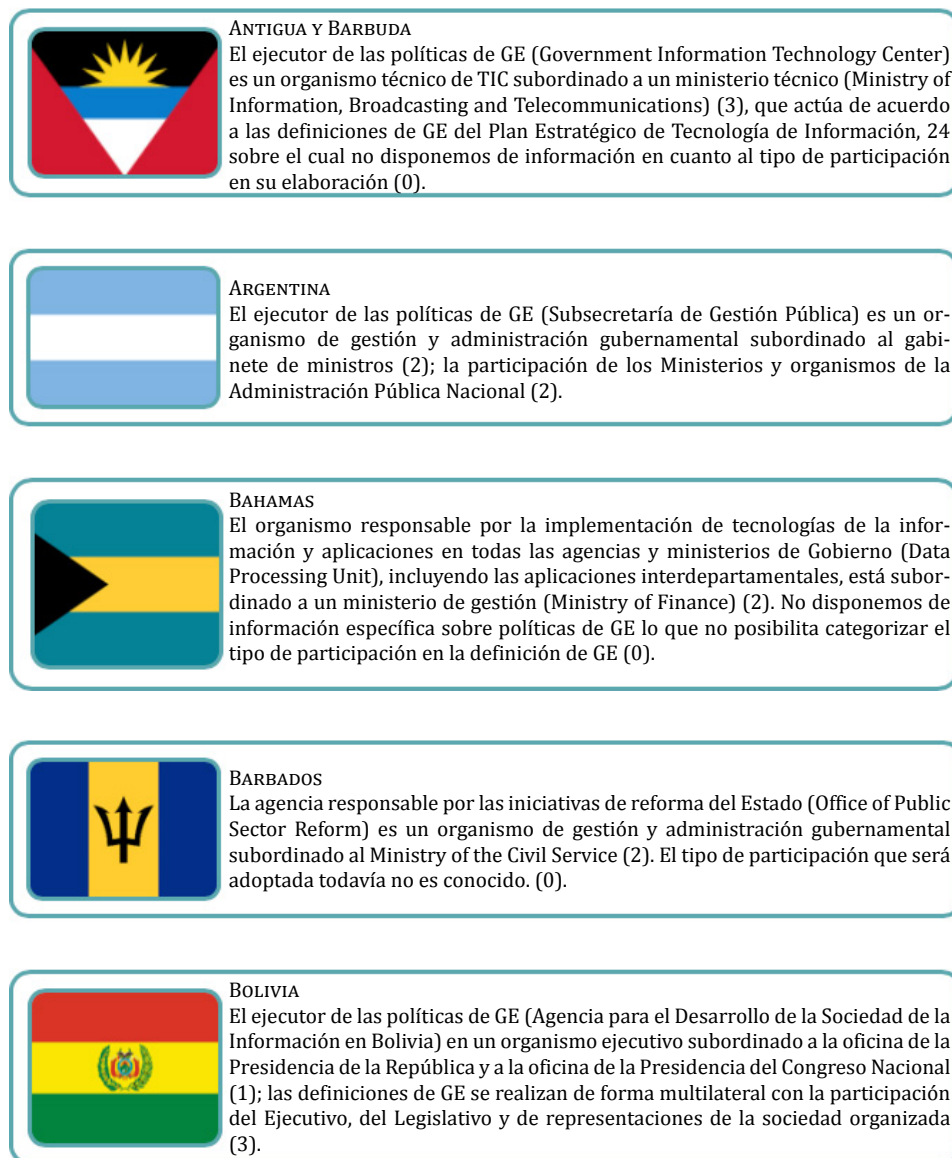 ANTIGUA Y BARBUDA
El ejecutor de las políticas de GE (Government Information Technology Center)
es un organismo técnico de TIC subordinado a un ministerio técnico (Ministry of
Information, Broadcasting and Telecommunications) (3), que actúa de acuerdo
a las definiciones de GE del Plan Estratégico de Tecnología de Información, 24
sobre el cual no disponemos de información en cuanto al tipo de participación
en su elaboración (0).
ARGENTINA
El ejecutor de las políticas de GE (Subsecretaría de Gestión Pública) es un or-
ganismo de gestión y administración gubernamental subordinado al gabi-
nete de ministros (2); la participación de los Ministerios y organismos de la
Administración Pública Nacional (2).
BAHAMAS
El organismo responsable por la implementación de tecnologías de la infor-
mación y aplicaciones en todas las agencias y ministerios de Gobierno (Data
Processing Unit), incluyendo las aplicaciones interdepartamentales, está subor-
dinado a un ministerio de gestión (Ministry of Finance) (2). No disponemos de
información específica sobre políticas de GE lo que no posibilita categorizar el
tipo de participación en la definición de GE (0).
BARBADOS
La agencia responsable por las iniciativas de reforma del Estado (Office of Public
Sector Reform) es un organismo de gestión y administración gubernamental
subordinado al Ministry of the Civil Service (2). El tipo de participación que será
adoptada todavía no es conocido. (0).
BOLIVIA
El ejecutor de las políticas de GE (Agencia para el Desarrollo de la Sociedad de la
Información en Bolivia) en un organismo ejecutivo subordinado a la oficina de la
Presidencia de la República y a la oficina de la Presidencia del Congreso Nacional
(1); las definiciones de GE se realizan de forma multilateral con la participación
del Ejecutivo, del Legislativo y de representaciones de la sociedad organizada
(3).